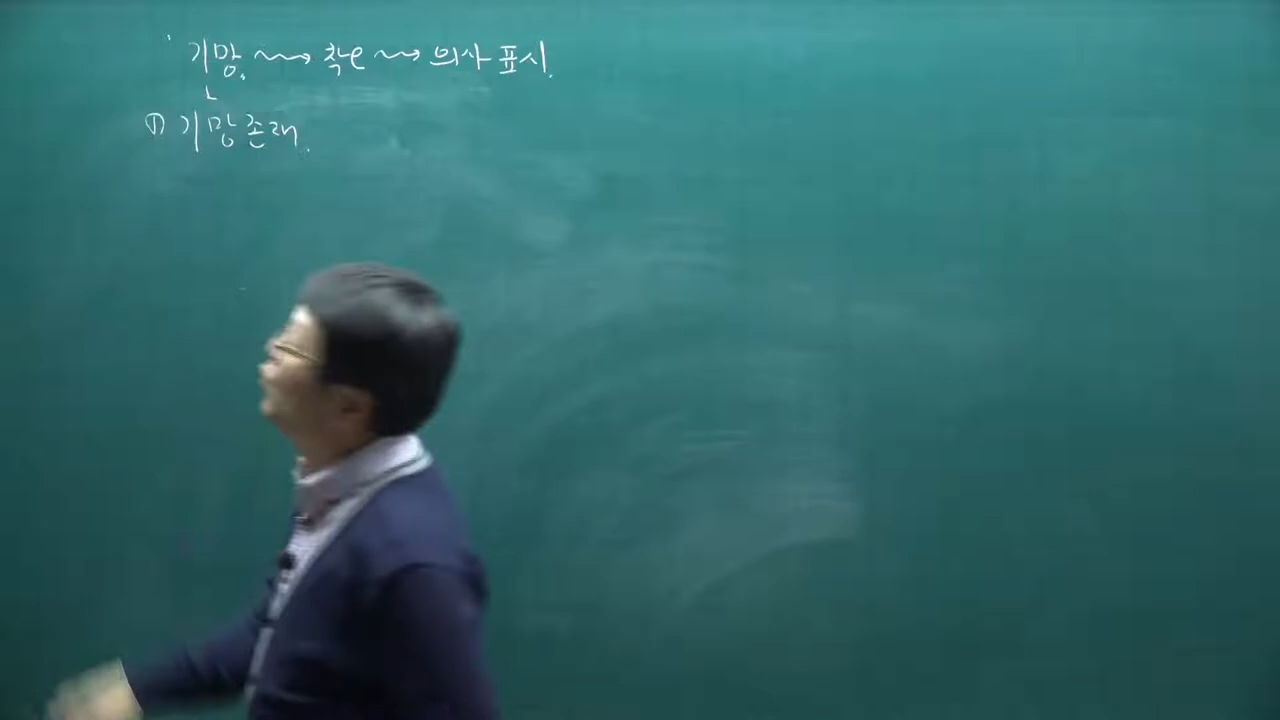 기망 → 착오 → 의사표시.
① 기망존재.